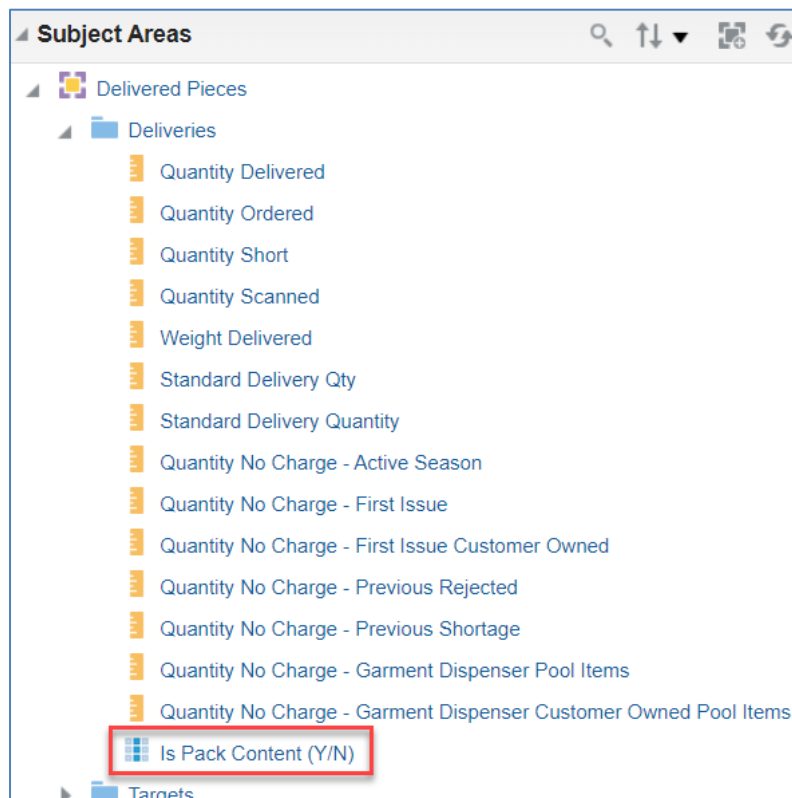 Subject Areas
Delivered Pieces
Deliveries
Quantity Delivered
Quantity Ordered
Quantity Short
Quantity Scanned
Weight Delivered
Standard Delivery Qty
Standard Delivery Quantity
Quantity No Charge - Active Season
Quantity No Charge - First Issue
Quantity No Charge - First Issue Customer Owned
Quantity No Charge - Previous Rejected
Quantity No Charge - Previous Shortage
Quantity No Charge - Garment Dispenser Pool Items
Quantity No Charge - Garment Dispenser Customer Owned Pool Items
Is Pack Content (Y/N)
Targets